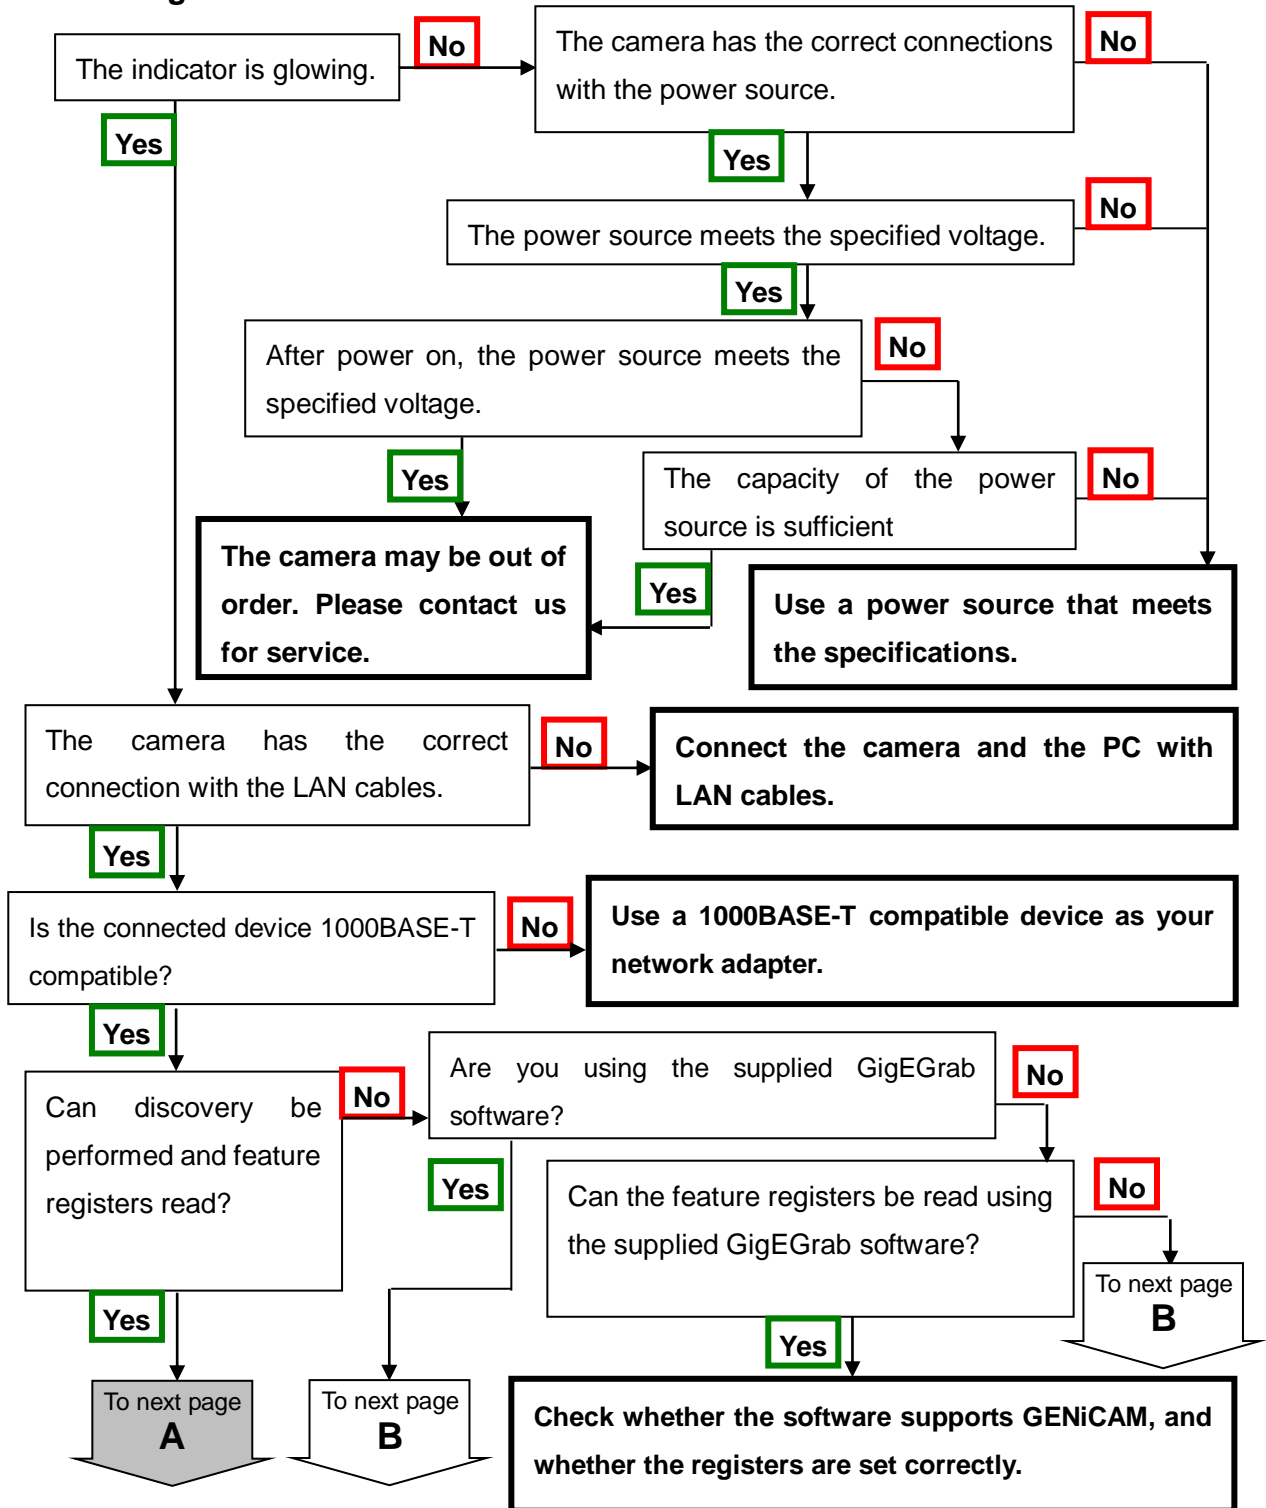 The indicator is glowing.
No
The camera has the correct connections
with the power source.
No
Yes
Yes
The power source meets the specified voltage.
No
Yes
After power on, the power source meets the
specified voltage.
No
Yes
The capacity of the power
source is sufficient
No
The camera may be out of
order. Please contact us
for service.
Yes
Use a power source that meets
the specifications.
The camera has the correct
connection with the LAN cables.
No
Connect the camera and the PC with
LAN cables.
Yes
Is the connected device 1000BASE-T
compatible?
No
Use a 1000BASE-T compatible device as your
network adapter.
Yes
Can discovery be
performed and feature
registers read?
No
Are you using the supplied GigEGrab
software?
No
Yes
Can the feature registers be read using
the supplied GigEGrab software?
No
To next page
B
Yes
Yes
To next page
A
To next page
B
Check whether the software supports GENiCAM, and
whether the registers are set correctly.